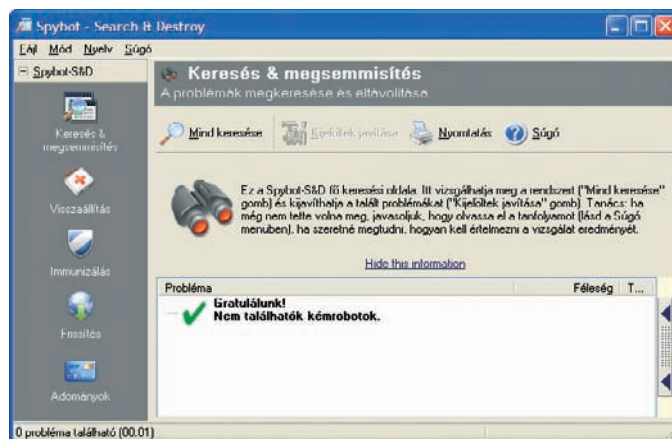 Spybot - Search & Destroy
Fájl Mód Nyelv Súgó
Spybot-S&D
Keresés & megsemmisítés
A problémák megkeresése és eltávolítása
Keresés &
megsemmisítés
Visszaállítás
Immunizálás
Frissítés
Adományok
Mind keresése
Kijelöltek javítása
Nyomtatás
Súgó
Ez a Spybot-S&D fő keresési oldala. Itt vizsgálhatja meg a rendszert ("Mind keresése"
gomb) és kijavíthatja a talált problémákat ("Kijelöltek javítása" gomb). Tanács: ha
még nem tette volna meg, javasoljuk, hogy olvassa el a tanfolyamot (lásd a Súgó
menuben), ha szeretné megtudni, hogyan kell értelmezni a vizsgálat eredményét.
Hide this information
Probléma Féleség T...
Gratulálunk!
Nem találhatók kémrobotok.
0 probléma található (00.01)